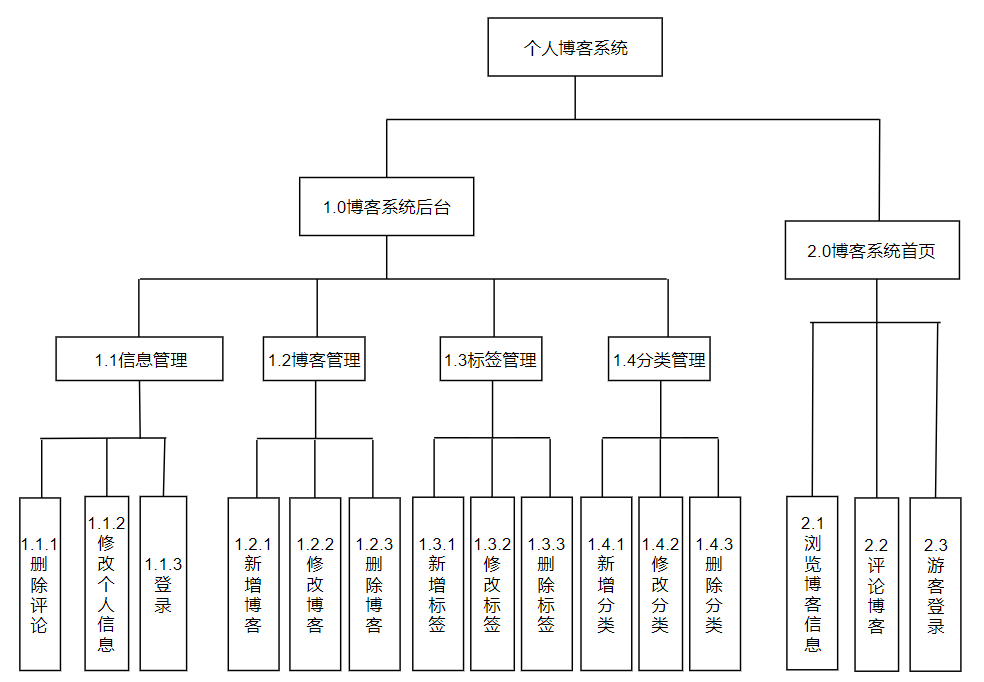 个人博客系统
1.0博客系统后台
2.0博客系统首页
1.1信息管理
1.2博客管理
1.3标签管理
1.4分类管理
1.1.1删除评论
1.1.2修改个人信息
1.1.3登录
1.2.1新增博客
1.2.2修改博客
1.2.3删除博客
1.3.1新增标签
1.3.2修改标签
1.3.3删除标签
1.4.1新增分类
1.4.2修改分类
1.4.3删除分类
2.1浏览博客信息
2.2评论博客
2.3游客登录